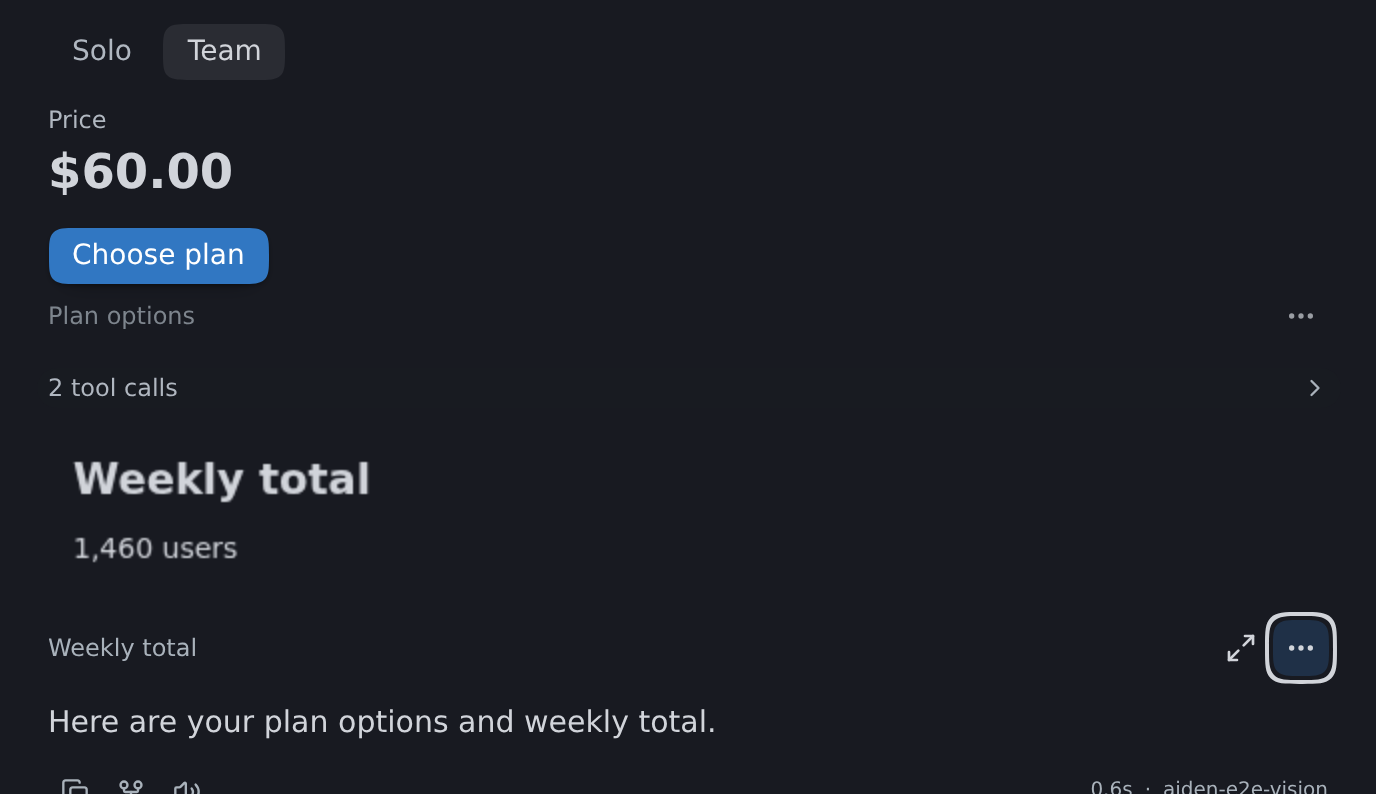 Solo Team
Price
$60.00
Choose plan
Plan options
2 tool calls
Weekly total
1,460 users
Weekly total
Here are your plan options and weekly total.
0.6s · aiden-e2e-vision